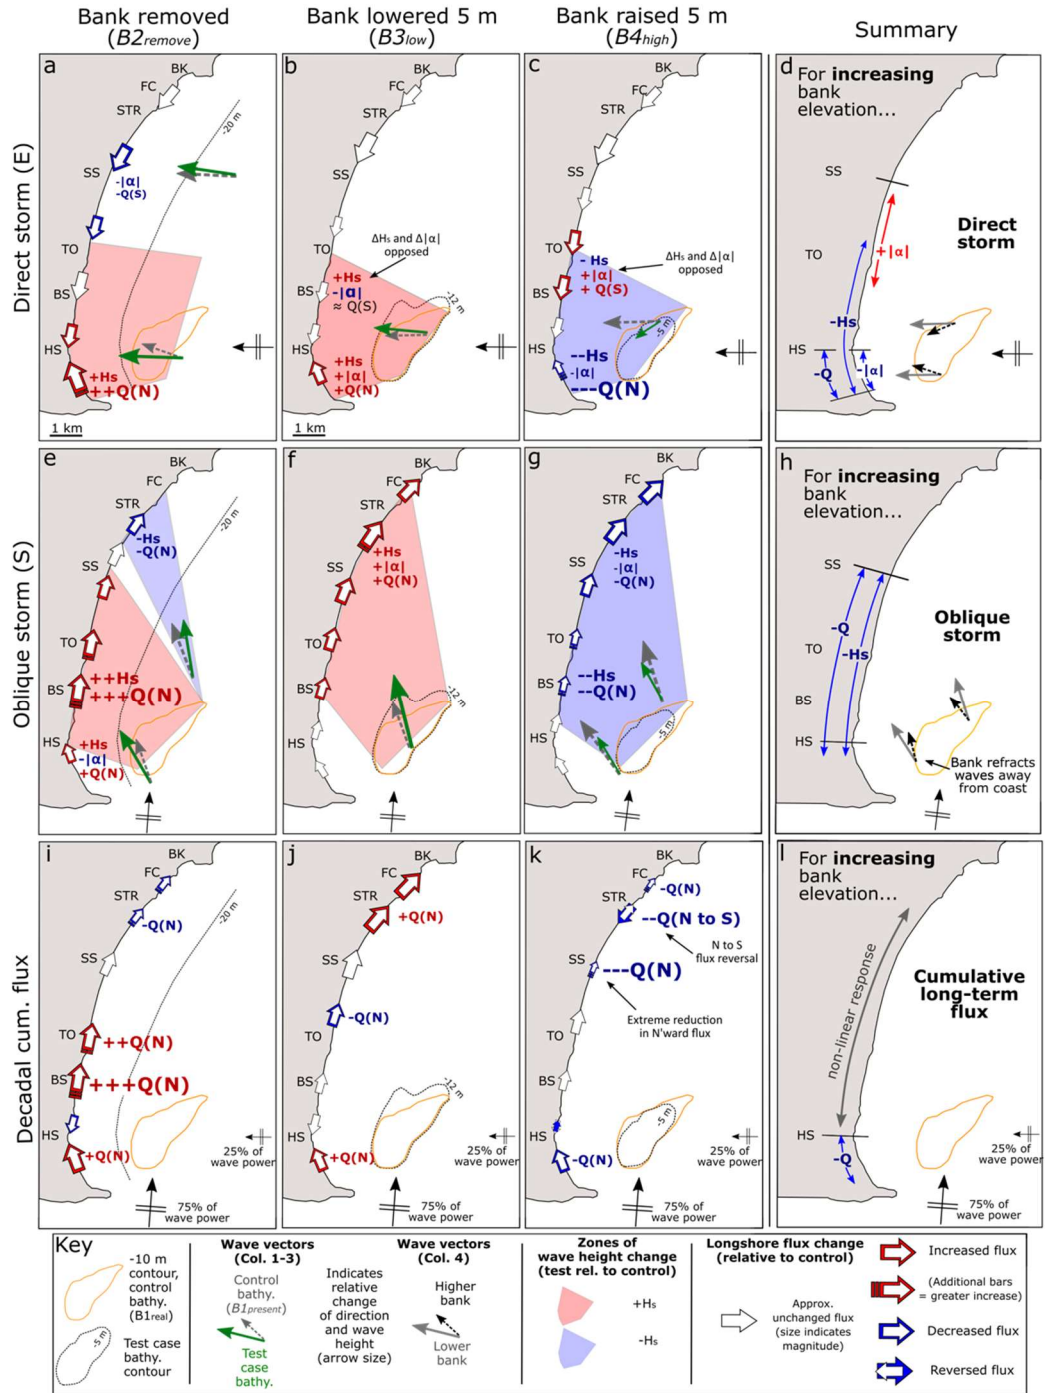 Bank removed
(B2remove)
Bank lowered 5 m
(B3low)
Bank raised 5 m
(B4high)
Summary
Direct storm (E)
a
BK
FC
STR
-20 m
SS
-|α|
-Q(S)
TO
BS
HS
+Hs
++Q(N)
1 km
b
BK
FC
STR
SS
ΔHs and Δ|α|
opposed
TO
+Hs
-|α|
≈ Q(S)
-12 m
BS
HS
+Hs
+|α|
+Q(N)
1 km
c
BK
FC
STR
SS
ΔHs and Δ|α|
opposed
TO
- Hs
+|α|
+ Q(S)
BS
-5 m
HS
--Hs
-|α|
---Q(N)
d
For increasing
bank
elevation...
SS
Direct
storm
TO
+|α|
-Hs
HS
-Q
-|α|
Oblique storm (S)
e
BK
FC
STR
-20 m
-Hs
-Q(N)
SS
TO
++Hs
+++Q(N)
BS
HS
+Hs
-|α|
+Q(N)
f
BK
FC
STR
+Hs
+|α|
+Q(N)
SS
TO
BS
-12 m
HS
g
BK
FC
STR
-Hs
-|α|
-Q(N)
SS
TO
--Hs
--Q(N)
BS
-5 m
HS
h
For increasing
bank
elevation...
SS
-Q
Oblique
storm
TO
-Hs
BS
HS
Bank refracts
waves away
from coast
Decadal cum. flux
i
BK
FC
STR
-20 m
-Q(N)
SS
TO
++Q(N)
BS
+++Q(N)
HS
+Q(N)
25% of
wave power
75% of
wave power
j
BK
FC
STR
+Q(N)
SS
-Q(N)
TO
BS
-12 m
HS
+Q(N)
25% of
wave power
75% of
wave power
k
BK
FC
-Q(N)
STR
--Q(N to S)
N to S
flux reversal
SS
---Q(N)
Extreme reduction
in N'ward flux
TO
BS
-5 m
HS
-Q(N)
25% of
wave power
75% of
wave power
l
For increasing
bank
elevation...
non-linear response
Cumulative
long-term
flux
HS
-Q
25% of
wave power
75% of
wave power
Key
-10 m
contour,
control
bathy.
(B1real)
-5 m
Test case
bathy.
contour
Wave vectors
(Col. 1-3)
Control
bathy.
(B1present)
Test
case
bathy.
Indicates
relative
change
of direction
and wave
height
(arrow size)
Wave vectors
(Col. 4)
Higher
bank
Lower
bank
Zones of
wave height change
(test rel. to control)
+Hs
-Hs
Longshore flux change
(relative to control)
Approx.
unchanged flux
(size indicates
magnitude)
Increased flux
(Additional bars
= greater increase)
Decreased flux
Reversed flux